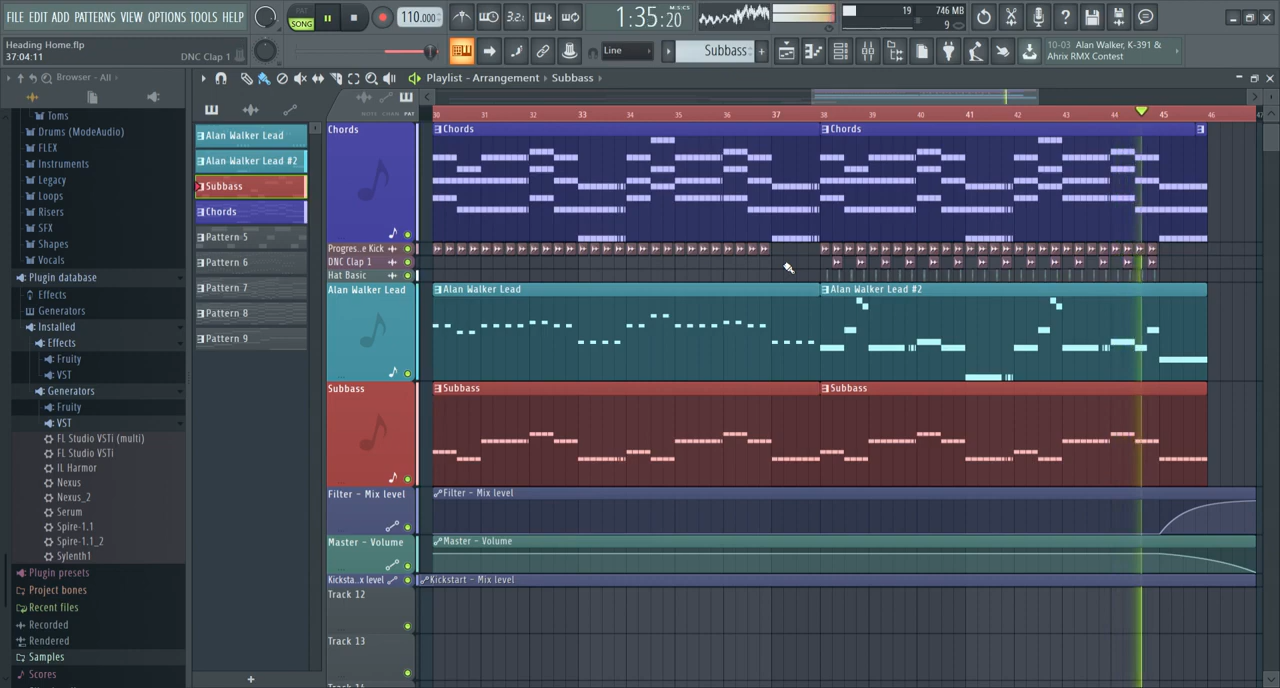 FILE EDIT ADD PATTERNS VIEW OPTIONS TOOLS HELP
PAT
SONG
110.000
3.2.
1:35:20
M:S:CS
19
746 MB
9
Heading Home.flp
37:04:11
DNC Clap 1
Line
Subbass
10-03 Alan Walker, K-391 &
Ahrix RMX Contest
Browser - All
Playlist - Arrangement
Subbass
NOTE CHAN PAT
30 31 32 33 34 35 36 37 38 39 40 41 42 43 44 45 46
Toms
Drums (ModeAudio)
FLEX
Instruments
Legacy
Loops
Risers
SFX
Shapes
Vocals
Plugin database
Effects
Generators
Installed
Effects
Fruity
VST
Generators
Fruity
VST
FL Studio VSTi (multi)
FL Studio VSTi
IL Harmor
Nexus
Nexus_2
Serum
Spire-1.1
Spire-1.1_2
Sylenth1
Plugin presets
Project bones
Recent files
Recorded
Rendered
Samples
Scores
Alan Walker Lead
Alan Walker Lead #2
Subbass
Chords
Pattern 5
Pattern 6
Pattern 7
Pattern 8
Pattern 9
Chords
Chords
Chords
Progres..e Kick
DNC Clap 1
Hat Basic
Alan Walker Lead
Alan Walker Lead
Alan Walker Lead #2
Subbass
Subbass
Subbass
Filter - Mix level
Filter - Mix level
Master - Volume
Master - Volume
Kicksta..x level
Kickstart - Mix level
Track 12
Track 13